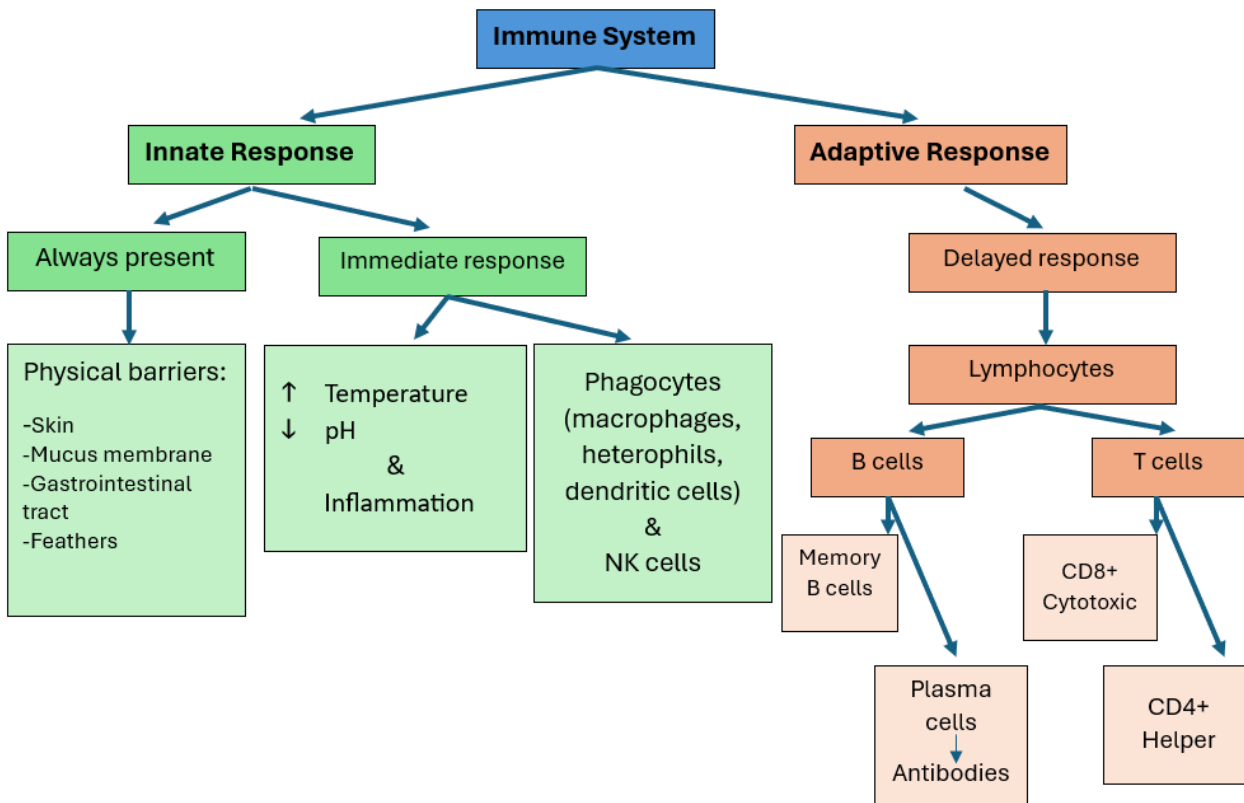 Immune System
Innate Response
Adaptive Response
Always present
Immediate response
Delayed response
Physical barriers:
-Skin
-Mucus membrane
-Gastrointestinal
tract
-Feathers
↑ Temperature
↓ pH
&
Inflammation
Phagocytes
(macrophages,
heterophils,
dendritic cells)
&
NK cells
Lymphocytes
B cells
T cells
Memory
B cells
CD8+
Cytotoxic
Plasma
cells
Antibodies
CD4+
Helper